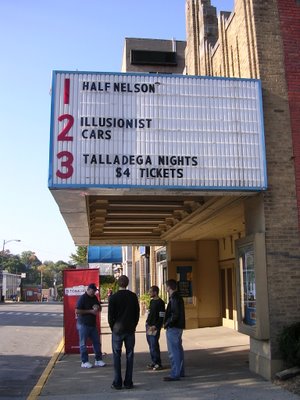 1 HALF NELSON
2 ILLUSIONIST
CARS
3 TALLADEGA NIGHTS
$4 TICKETS